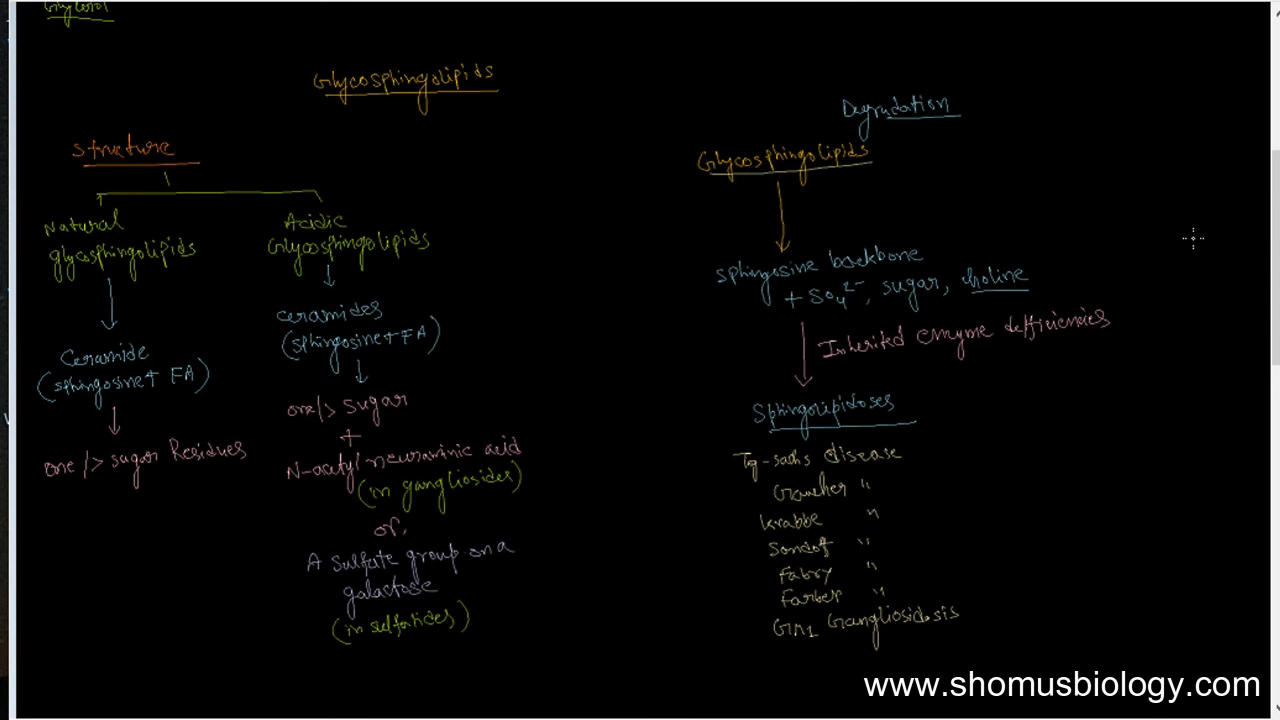 Glycerol
Glycosphingolipids
Structure
Natural
glycosphingolipids
Ceramide
(sphingosine + FA)
one/> sugar Residues
Acidic
Glycosphingolipids
ceramides
(sphingosine + FA)
one/> sugar
+
N-acetyl neuraminic acid
(in gangliosides)
or,
A sulfate group on a
galactose
(in sulfatides)
Degradation
Glycosphingolipids
sphingosine backbone
+ SO4 2-, sugar, choline
Inherited enzyme defficiencies
Sphingolipidoses
Tay-sachs disease
Gaucher "
Krabbe "
Sandoff "
Fabry "
Farber "
GM1 Gangliosidosis
www.shomusbiology.com